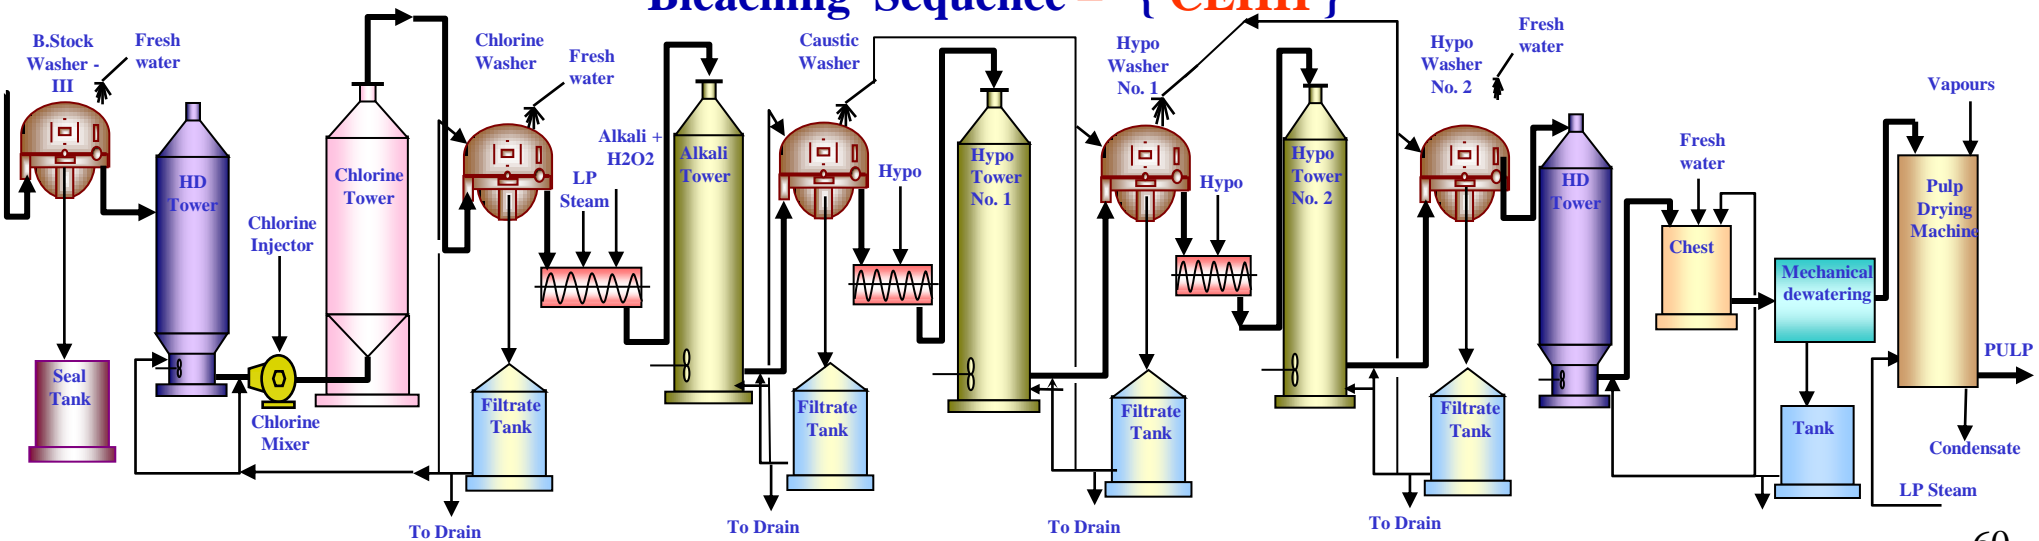 Bleaching Sequence = { CEHH }
B.Stock
Washer -
III
Fresh
water
HD
Tower
Seal
Tank
Chlorine
Injector
Chlorine
Mixer
Chlorine
Tower
Chlorine
Washer
Fresh
water
Filtrate
Tank
To Drain
LP
Steam
Alkali +
H2O2
Alkali
Tower
Caustic
Washer
Filtrate
Tank
To Drain
Hypo
Hypo
Tower
No. 1
Hypo
Washer
No. 1
Filtrate
Tank
To Drain
Hypo
Hypo
Tower
No. 2
Hypo
Washer
No. 2
Fresh
water
Filtrate
Tank
To Drain
HD
Tower
Fresh
water
Chest
Mechanical
dewatering
Tank
Vapours
Pulp
Drying
Machine
PULP
Condensate
LP Steam
60